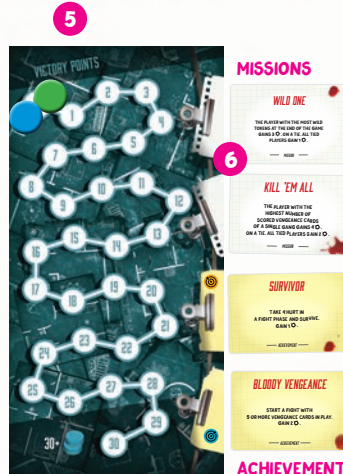 5
VICTORY POINTS
1
2
3
4
5
6
7
8
9
10
11
12
13
14
15
16
17
18
19
20
21
22
23
24
25
26
27
28
29
30
30+
MISSIONS
WILD ONE
THE PLAYER WITH THE MOST WILD
TOKENS AT THE END OF THE GAME
GAINS 3 . ON A TIE, ALL TIED
PLAYERS GAIN 1 .
MISSION
6
KILL 'EM ALL
THE PLAYER WITH THE
HIGHEST NUMBER OF
SCORED VENGEANCE CARDS
OF A SINGLE GANG GAINS 4 .
ON A TIE, ALL TIED PLAYERS GAIN 2 .
MISSION
SURVIVOR
TAKE 4 HURT IN
A FIGHT PHASE AND SURVIVE.
GAIN 1 .
ACHIEVEMENT
BLOODY VENGEANCE
START A FIGHT WITH
5 OR MORE VENGEANCE CARDS IN PLAY.
GAIN 2 .
ACHIEVEMENT
ACHIEVEMENT